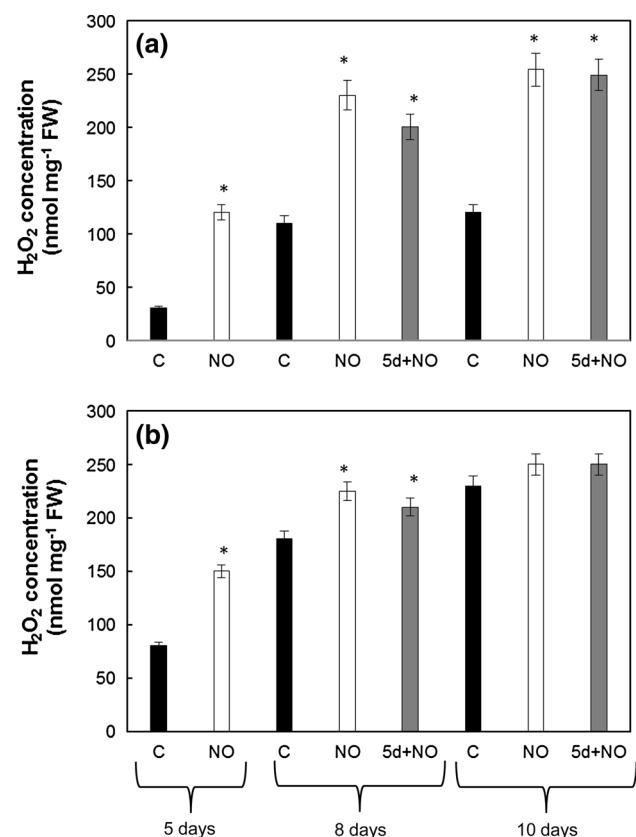 (a)
H₂O₂ concentration
(nmol mg⁻¹ FW)
300
250
200
150
100
50
0
*
*
*
*
*
C NO C NO 5d+NO C NO 5d+NO
(b)
H₂O₂ concentration
(nmol mg⁻¹ FW)
300
250
200
150
100
50
0
*
*
*
C NO C NO 5d+NO C NO 5d+NO
5 days 8 days 10 days